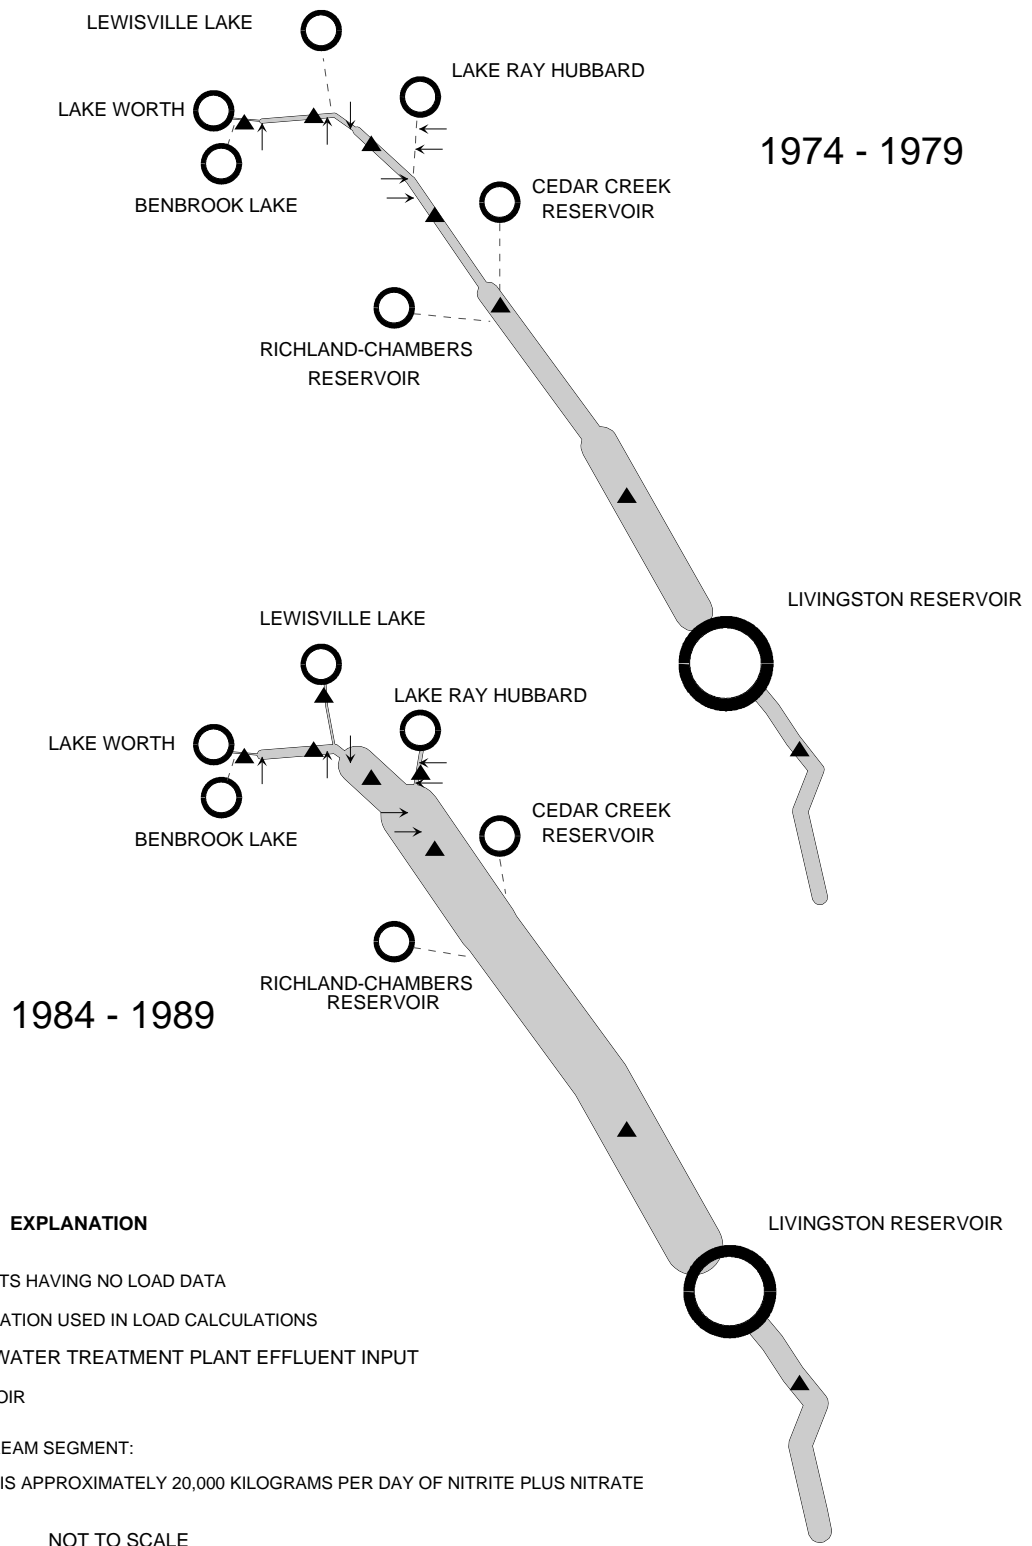 LEWISVILLE LAKE
LAKE RAY HUBBARD
LAKE WORTH
1974 - 1979
CEDAR CREEK
RESERVOIR
BENBROOK LAKE
RICHLAND-CHAMBERS
RESERVOIR
LIVINGSTON RESERVOIR
LEWISVILLE LAKE
LAKE RAY HUBBARD
LAKE WORTH
CEDAR CREEK
RESERVOIR
BENBROOK LAKE
RICHLAND-CHAMBERS
RESERVOIR
1984 - 1989
LIVINGSTON RESERVOIR
EXPLANATION
TS HAVING NO LOAD DATA
ATION USED IN LOAD CALCULATIONS
WATER TREATMENT PLANT EFFLUENT INPUT
OIR
EAM SEGMENT:
IS APPROXIMATELY 20,000 KILOGRAMS PER DAY OF NITRITE PLUS NITRATE
NOT TO SCALE